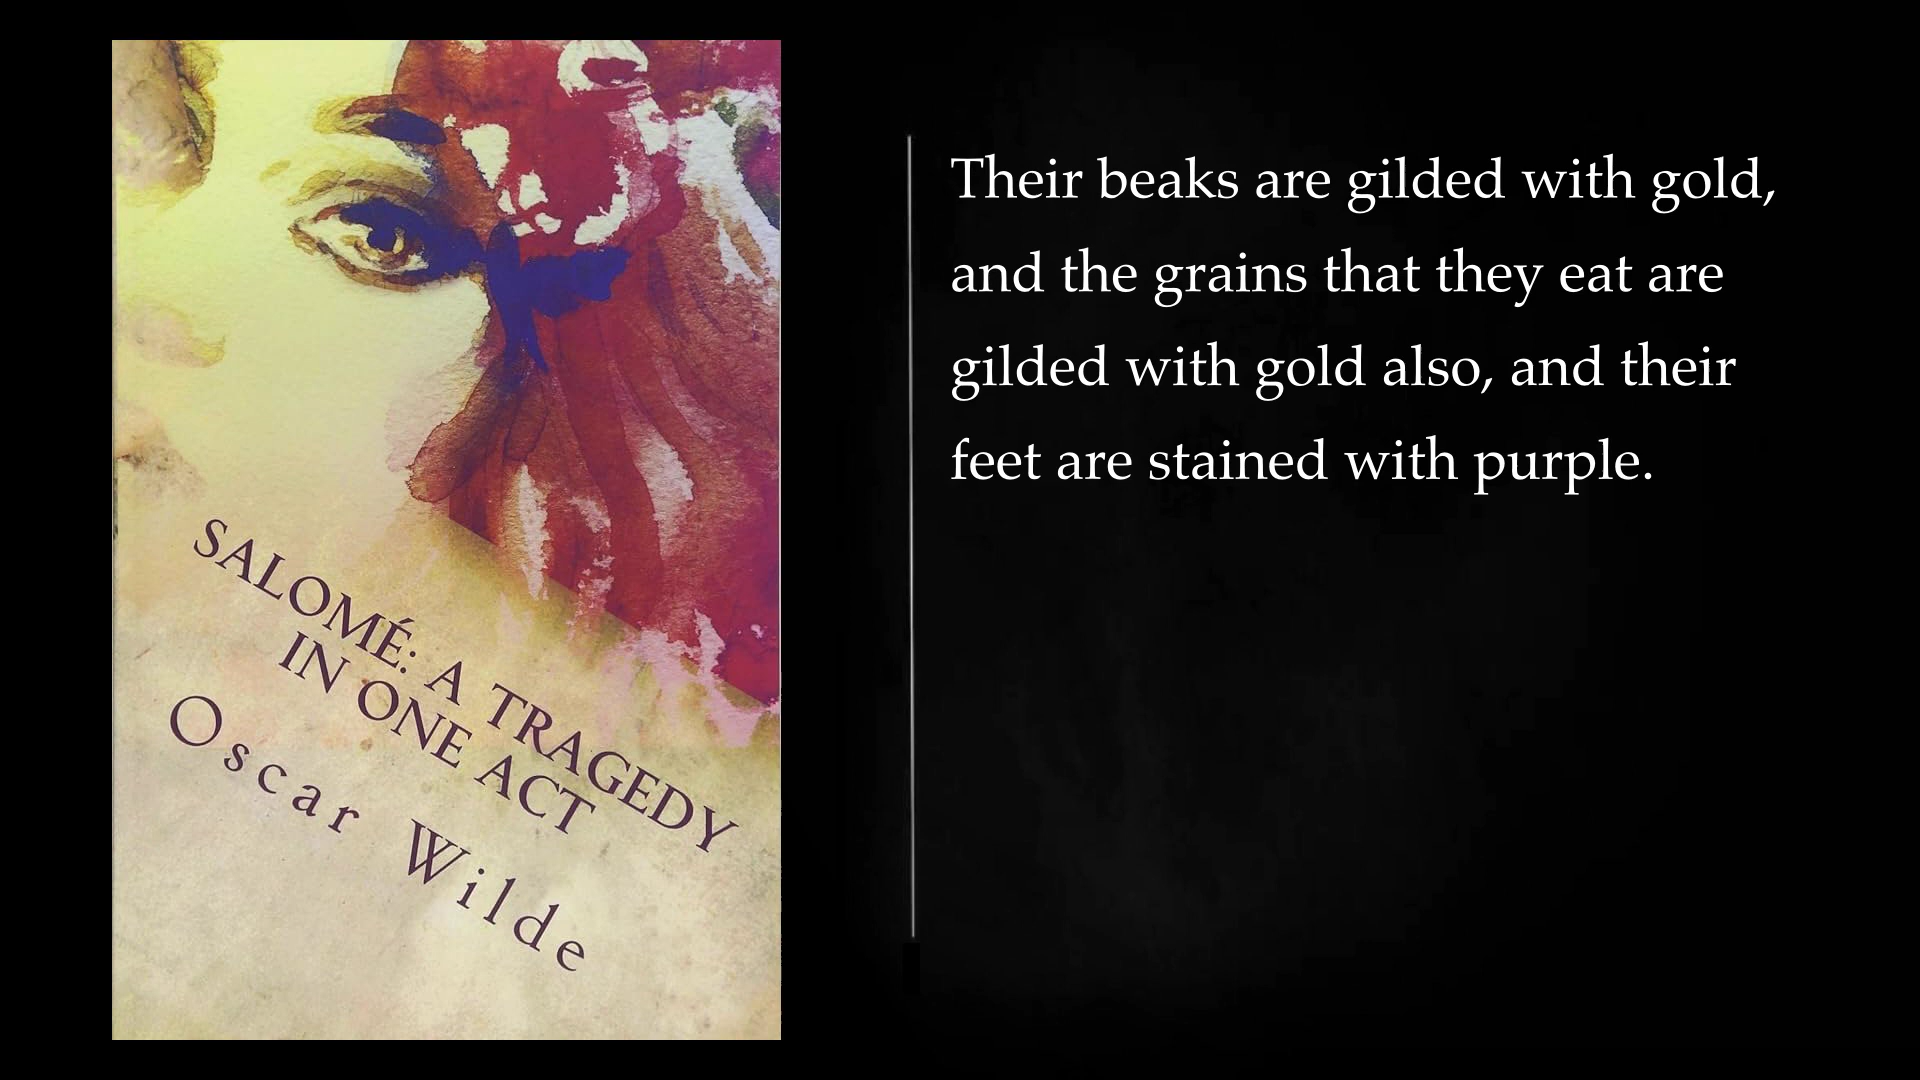 SALOMÉ: A TRAGEDY
IN ONE ACT
Oscar Wilde
Their beaks are gilded with gold,
and the grains that they eat are
gilded with gold also, and their
feet are stained with purple.